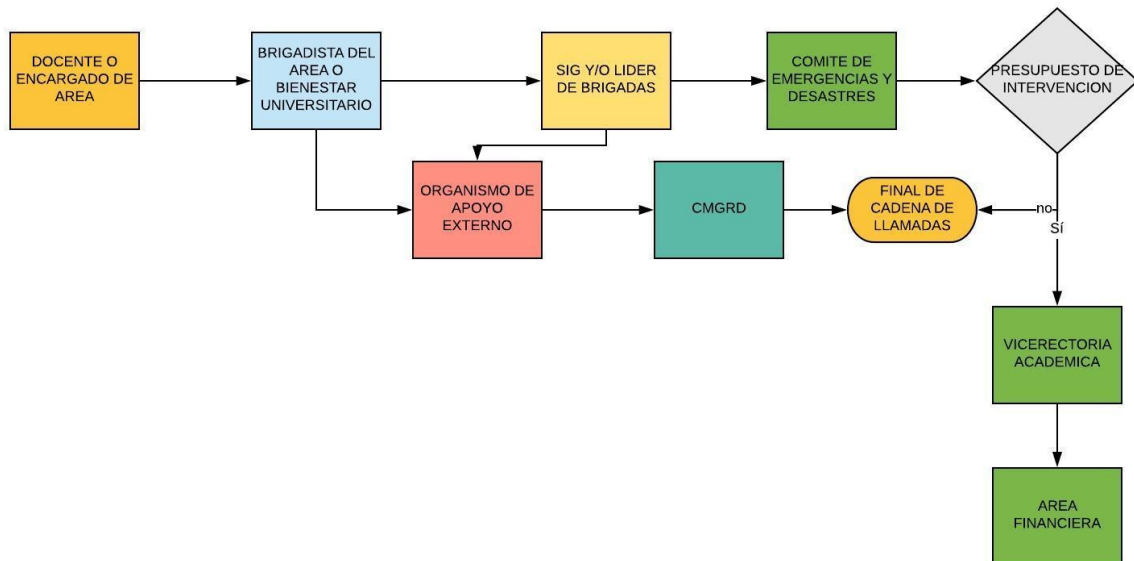 DOCENTE O
ENCARGADO DE
AREA
BRIGADISTA DEL
AREA O
BIENESTAR
UNIVERSITARIO
SIG Y/O LIDER
DE BRIGADAS
COMITE DE
EMERGENCIAS Y
DESASTRES
PRESUPUESTO DE
INTERVENCION
ORGANISMO DE
APOYO
EXTERNO
CMGRD
FINAL DE
CADENA DE
LLAMADAS
no
Sí
VICERECTORIA
ACADEMICA
AREA
FINANCIERA